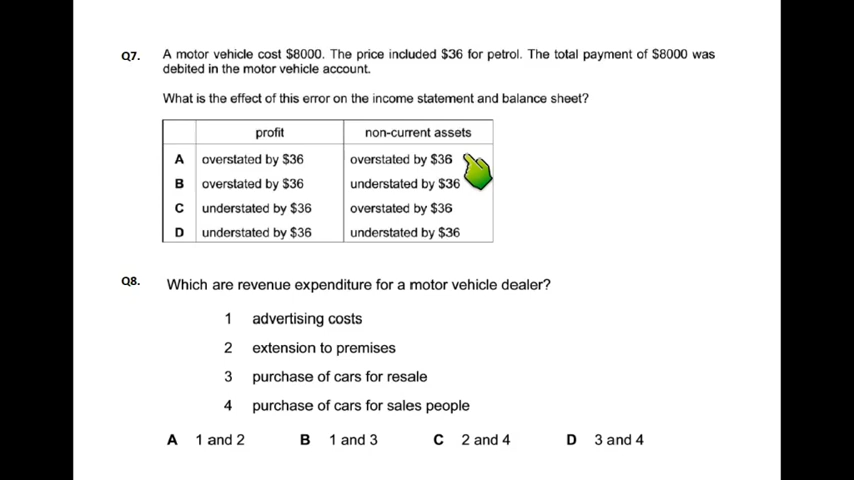 Q7. A motor vehicle cost $8000. The price included $36 for petrol. The total payment of $8000 was
debited in the motor vehicle account.
What is the effect of this error on the income statement and balance sheet?
profit non-current assets
A overstated by $36 overstated by $36
B overstated by $36 understated by $36
C understated by $36 overstated by $36
D understated by $36 understated by $36
Q8. Which are revenue expenditure for a motor vehicle dealer?
1 advertising costs
2 extension to premises
3 purchase of cars for resale
4 purchase of cars for sales people
A 1 and 2 B 1 and 3 C 2 and 4 D 3 and 4